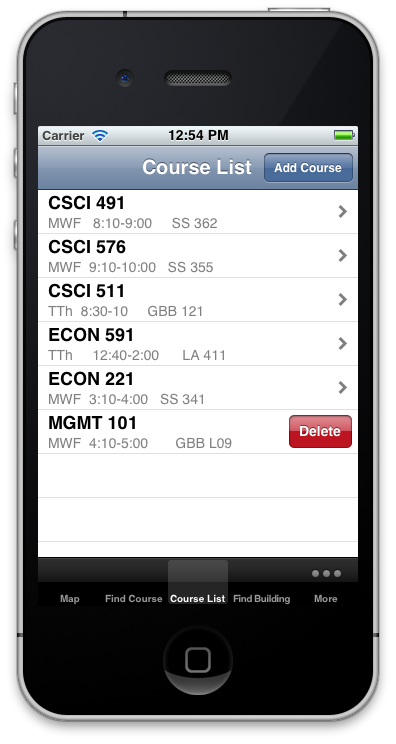 Carrier 12:54 PM
Course List Add Course
CSCI 491
MWF 8:10-9:00 SS 362
CSCI 576
MWF 9:10-10:00 SS 355
CSCI 511
TTh 8:30-10 GBB 121
ECON 591
TTh 12:40-2:00 LA 411
ECON 221
MWF 3:10-4:00 SS 341
MGMT 101
MWF 4:10-5:00 GBB L09
Delete
Map Find Course Course List Find Building More